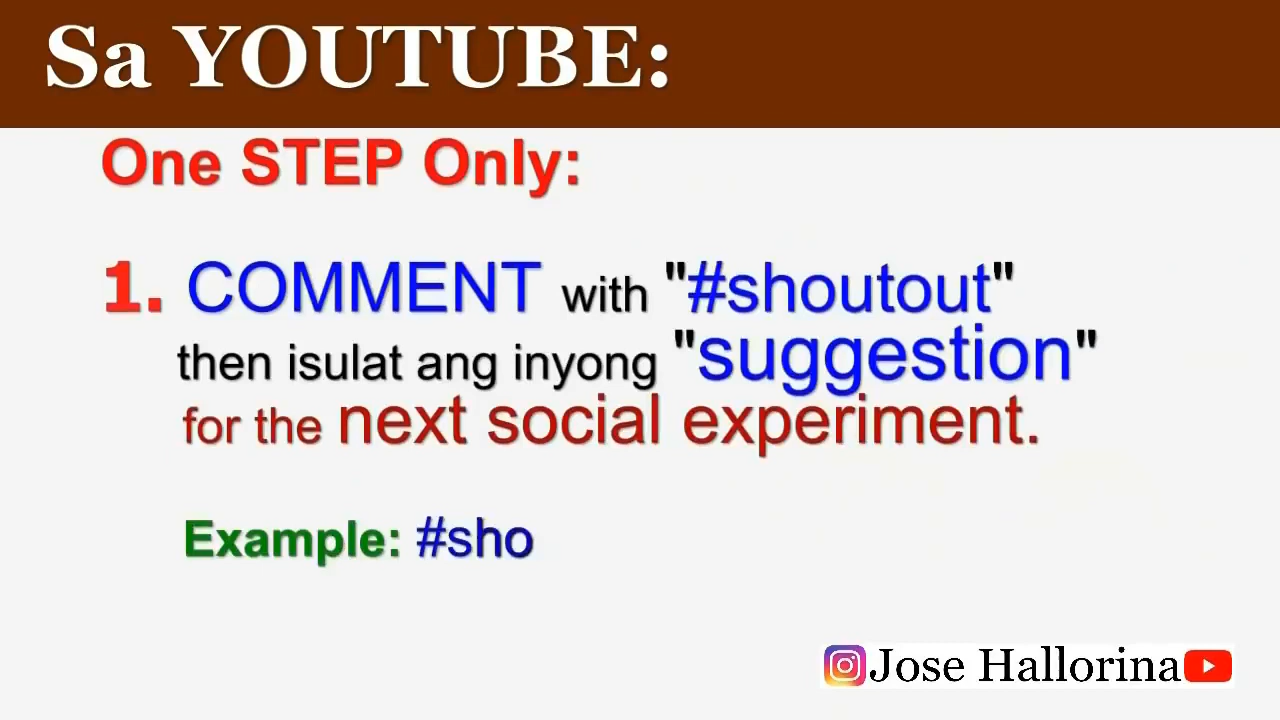 Sa YOUTUBE:
One STEP Only:
1. COMMENT with "#shoutout"
then isulat ang inyong "suggestion"
for the next social experiment.
Example: #sho
Jose Hallorina